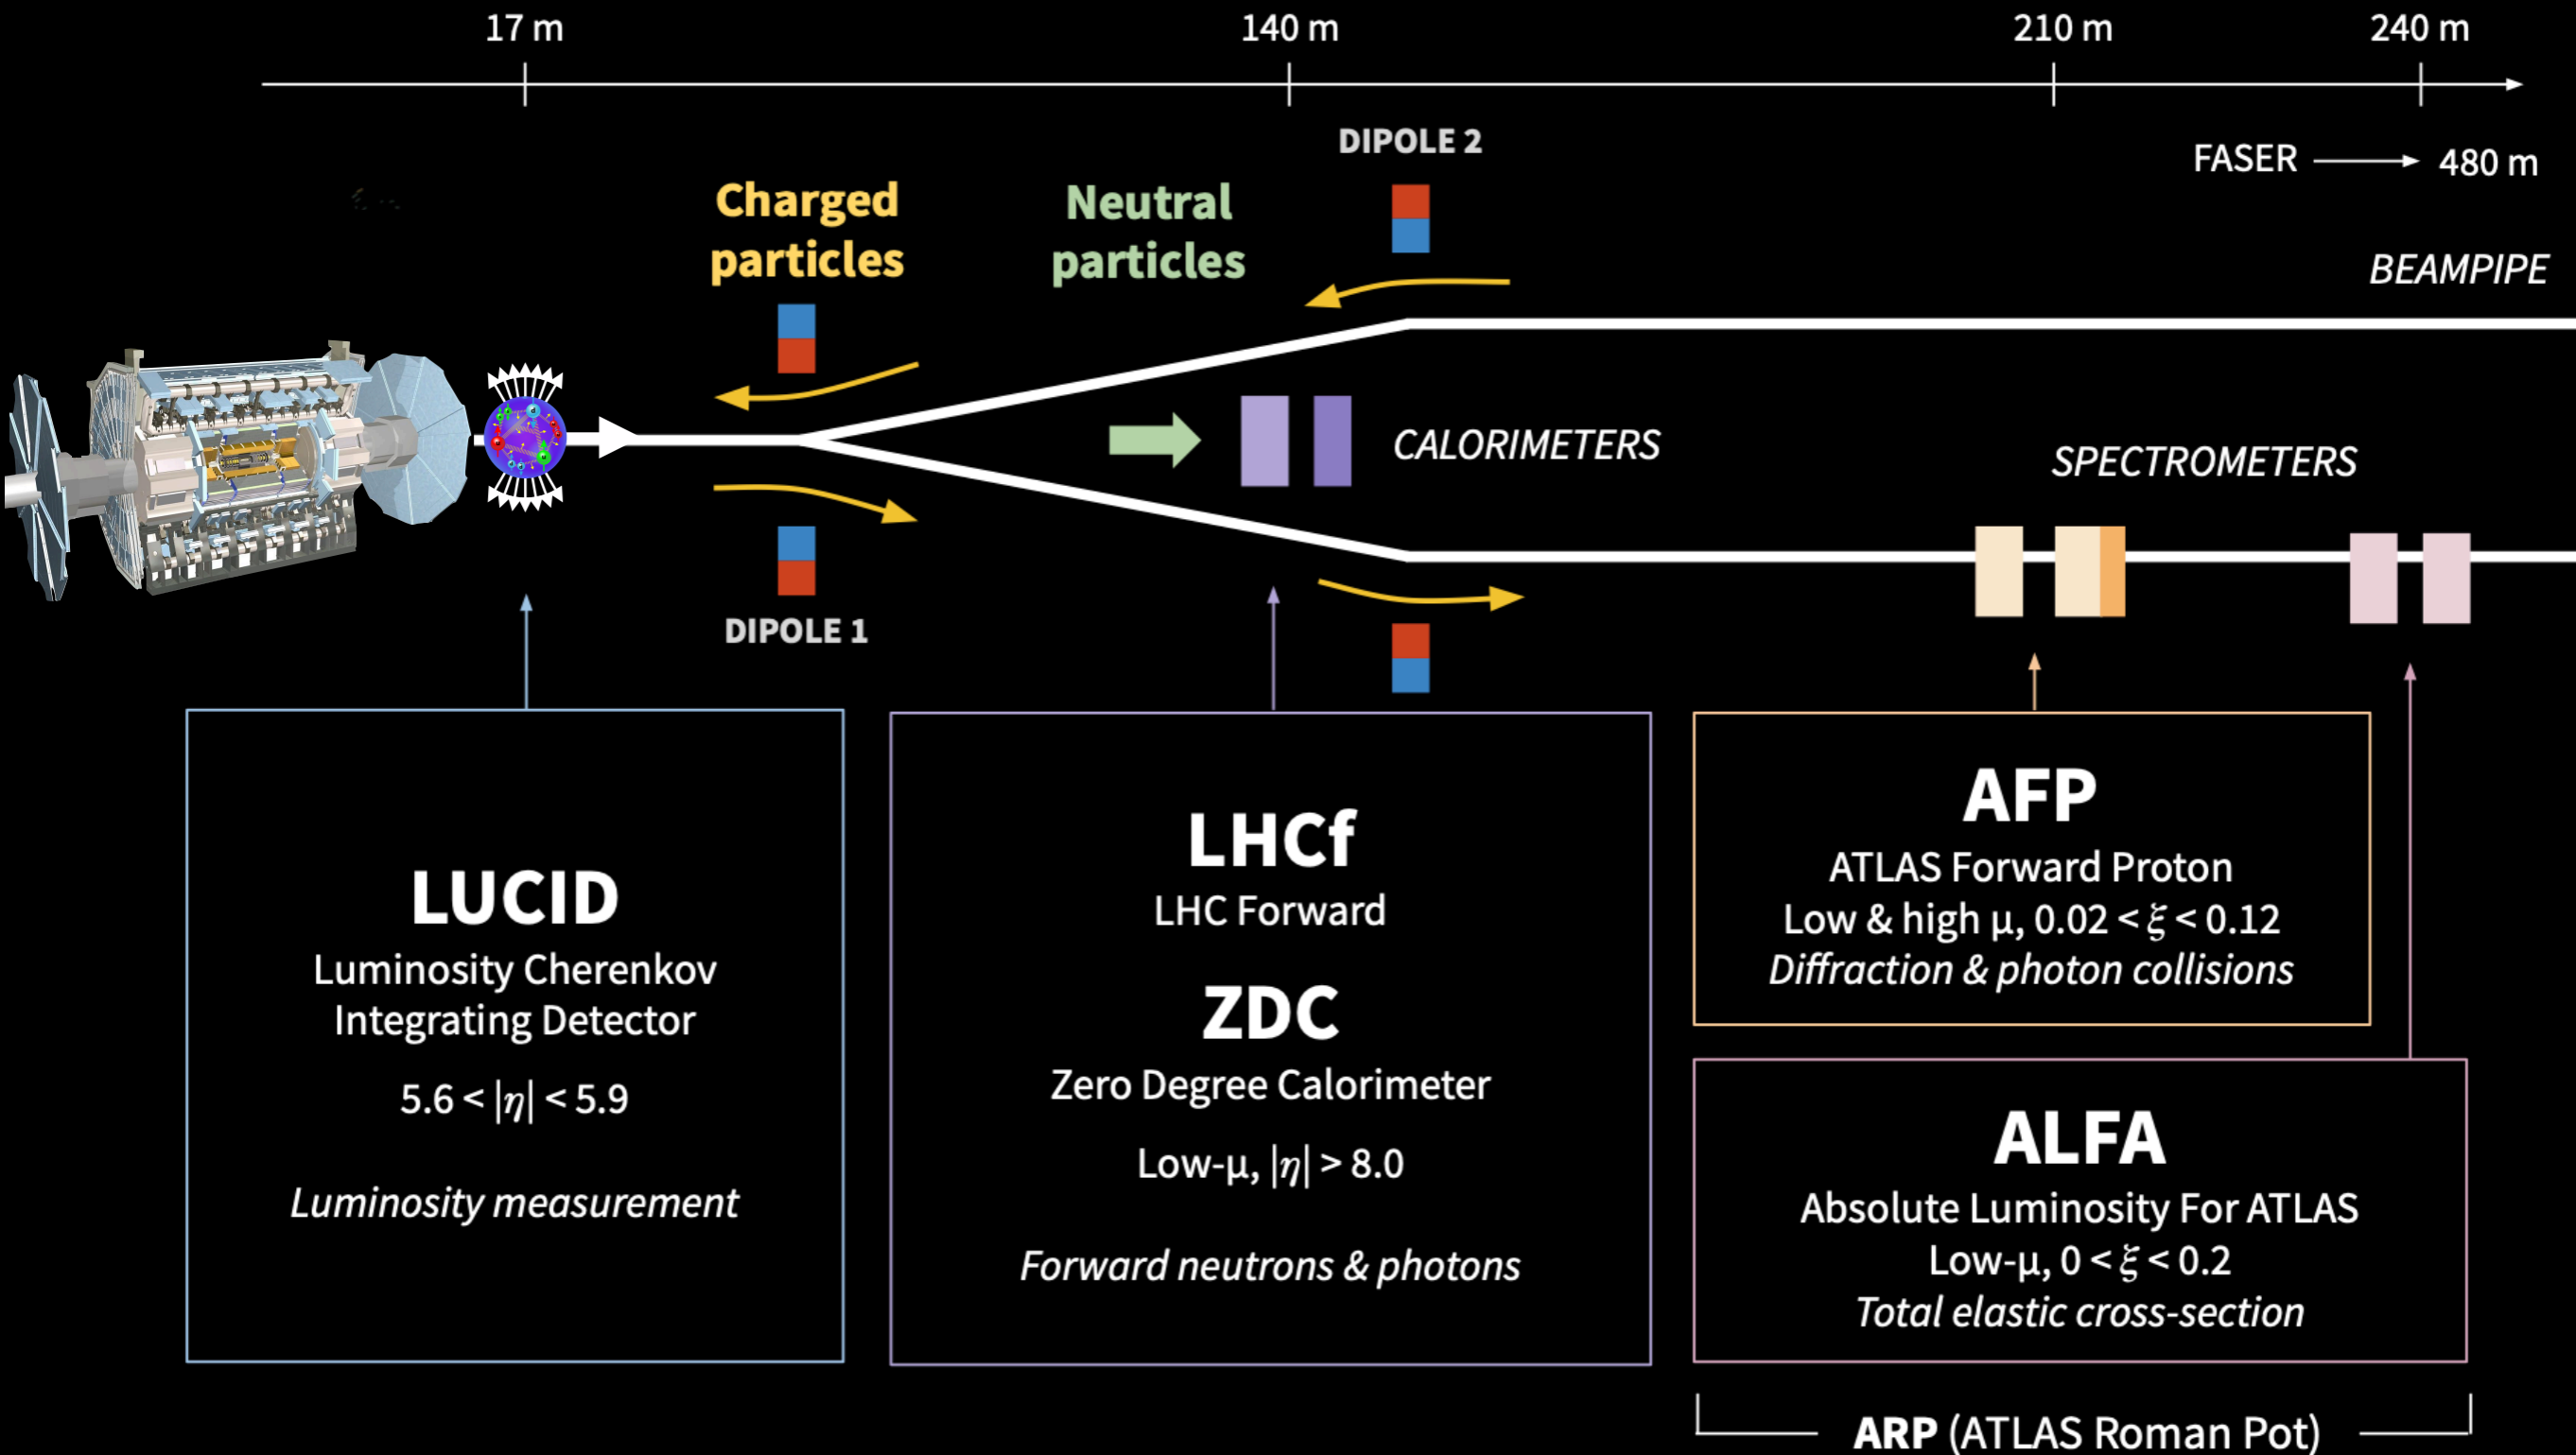 17 m
140 m
210 m
240 m
DIPOLE 2
FASER
480 m
Charged
particles
Neutral
particles
BEAMPIPE
CALORIMETERS
SPECTROMETERS
DIPOLE 1
LUCID
Luminosity Cherenkov
Integrating Detector
5.6 < |η| < 5.9
Luminosity measurement
LHCf
LHC Forward
ZDC
Zero Degree Calorimeter
Low-μ, |η| > 8.0
Forward neutrons & photons
AFP
ATLAS Forward Proton
Low & high μ, 0.02 < ξ < 0.12
Diffraction & photon collisions
ALFA
Absolute Luminosity For ATLAS
Low-μ, 0 < ξ < 0.2
Total elastic cross-section
ARP (ATLAS Roman Pot)